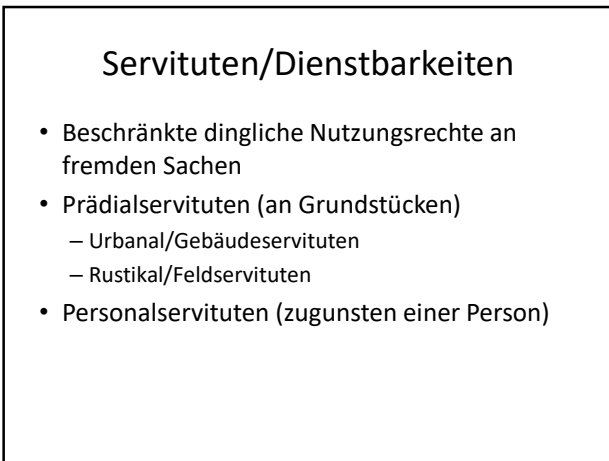 Servituten/Dienstbarkeiten
• Beschränkte dingliche Nutzungsrechte an
fremden Sachen
• Prädialservituten (an Grundstücken)
– Urbanal/Gebäudeservituten
– Rustikal/Feldservituten
• Personalservituten (zugunsten einer Person)